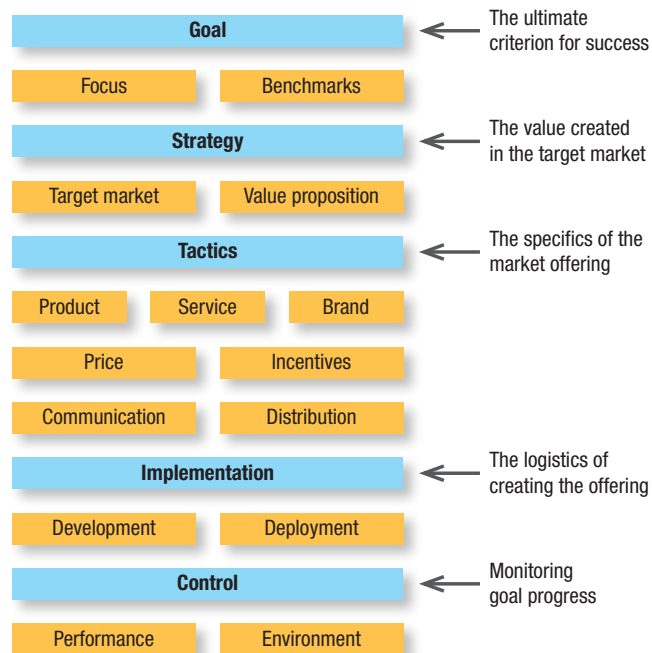 Goal
The ultimate
criterion for success
Focus
Benchmarks
Strategy
The value created
in the target market
Target market
Value proposition
Tactics
The specifics of the
market offering
Product
Service
Brand
Price
Incentives
Communication
Distribution
Implementation
The logistics of
creating the offering
Development
Deployment
Control
Monitoring
goal progress
Performance
Environment